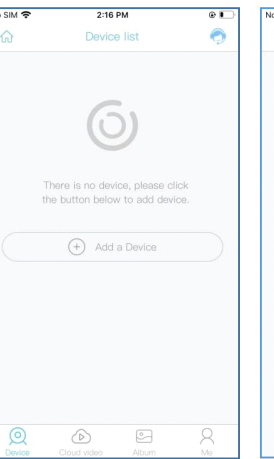 SIM 2:16 PM
Device list
There is no device, please click
the button below to add device.
Add a Device
Device Cloud video Album Me
No